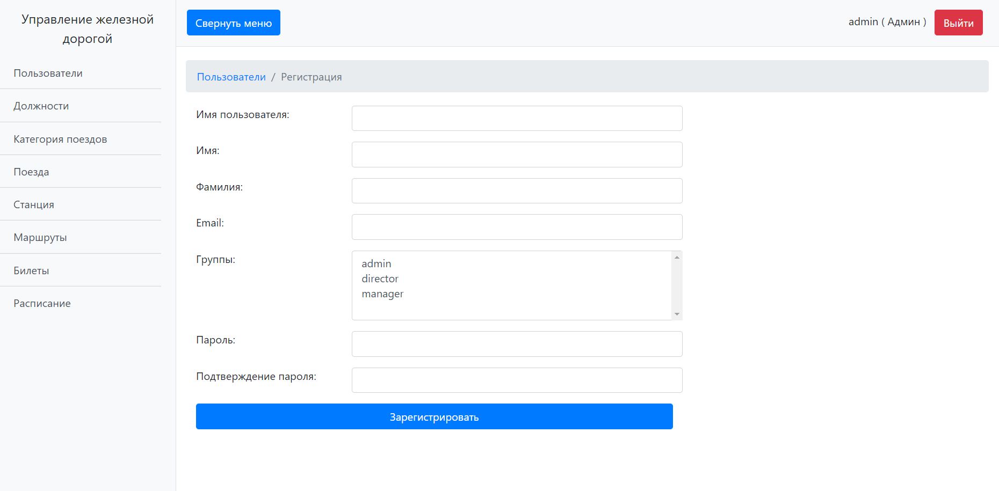 Управление железной
дорогой
Пользователи
Должности
Категория поездов
Поезда
Станция
Маршруты
Билеты
Расписание
Свернуть меню
admin ( Админ )
Выйти
Пользователи / Регистрация
Имя пользователя:
Имя:
Фамилия:
Email:
Группы:
admin
director
manager
Пароль:
Подтверждение пароля:
Зарегистрировать